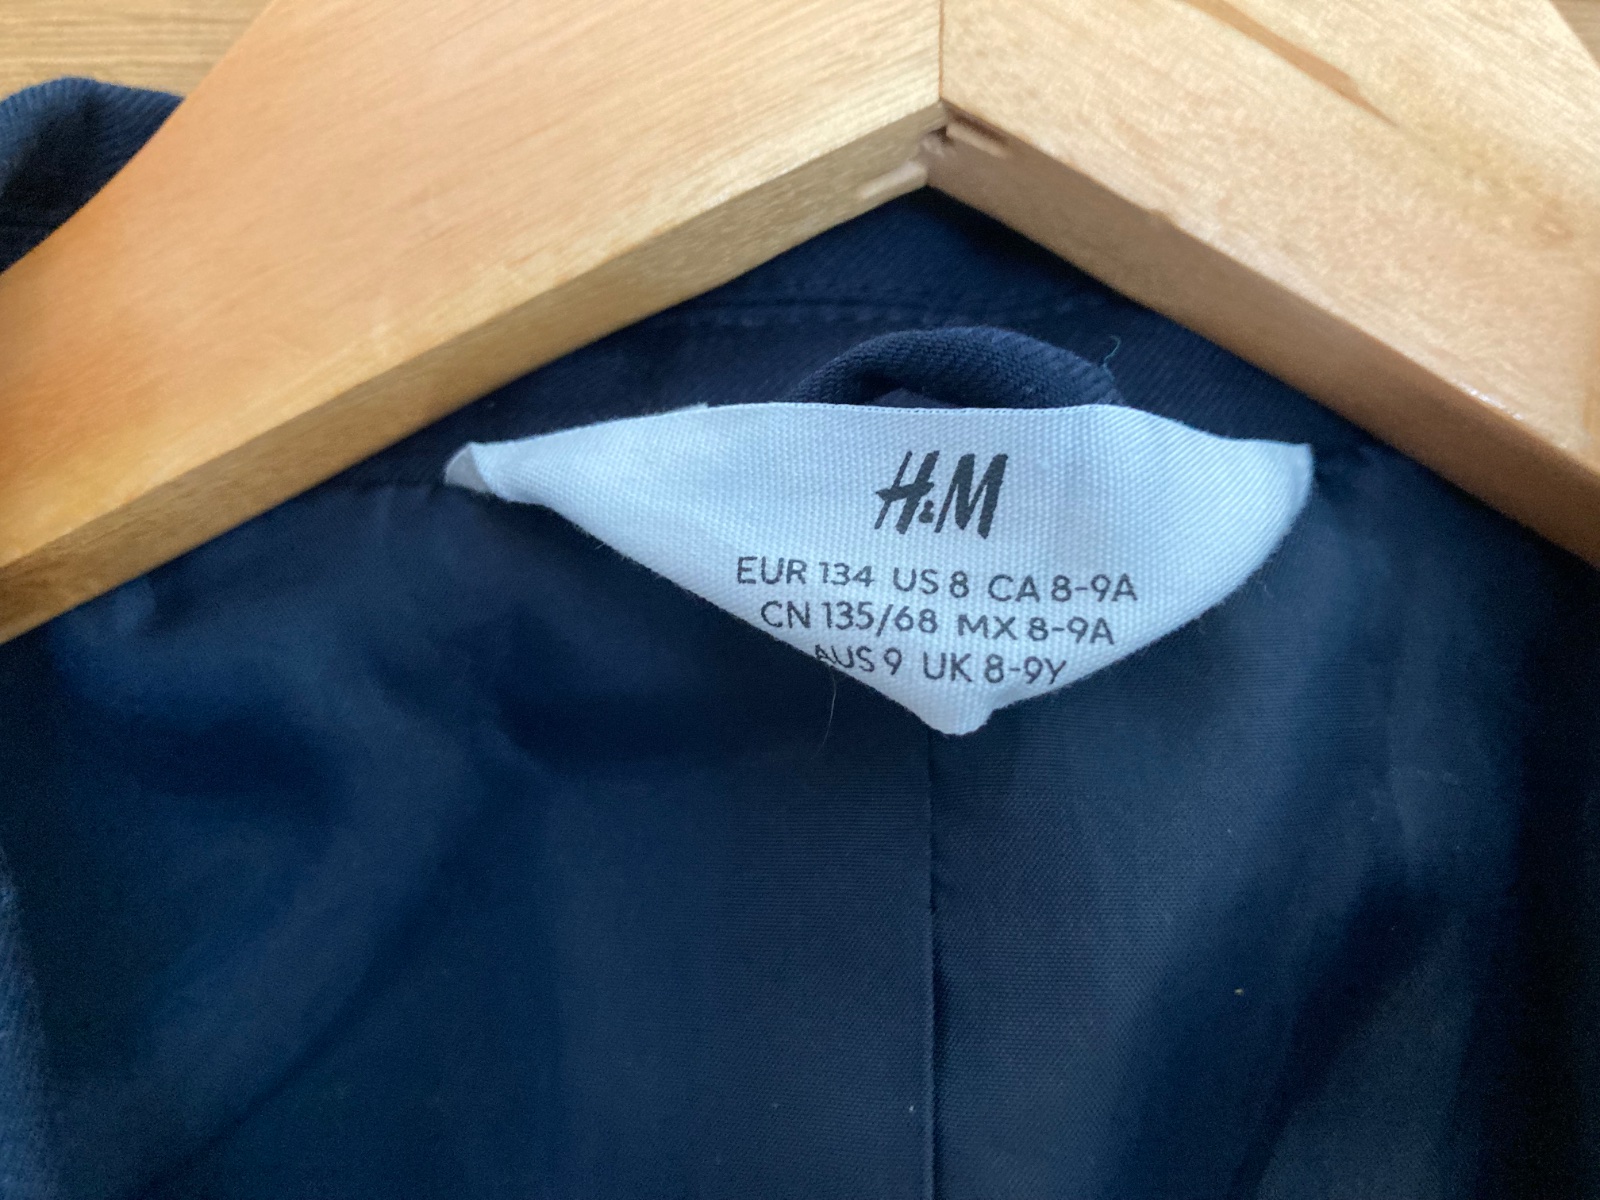 H&M
EUR 134 US 8 CA 8-9A
CN 135/68 MX 8-9A
AUS 9 UK 8-9Y